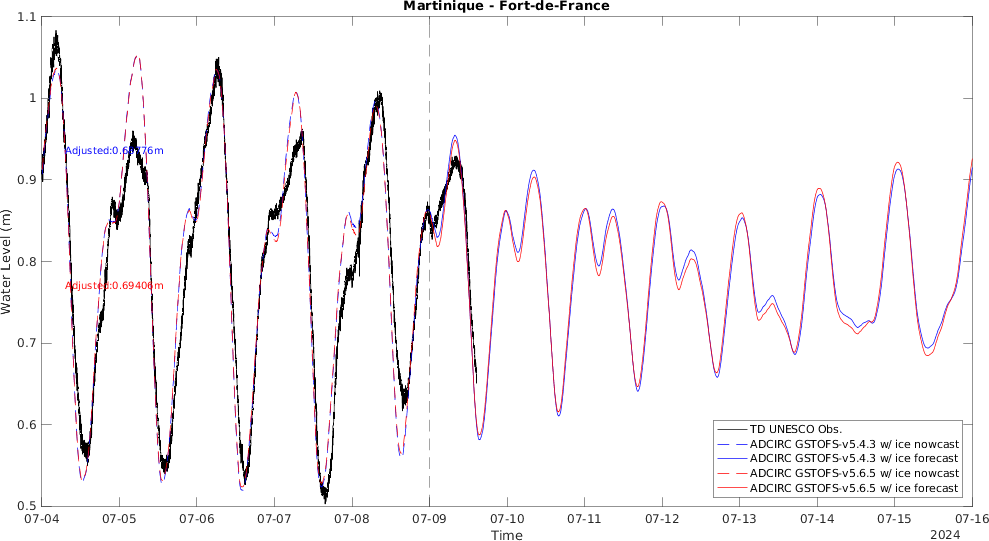 Martinique - Fort-de-France
Water Level (m)
1.1
1
0.9
0.8
0.7
0.6
0.5
Adjusted:0.69406m
TD UNESCO Obs.
ADCIRC GSTOFS-v5.4.3 w/ ice nowcast
ADCIRC GSTOFS-v5.4.3 w/ ice forecast
ADCIRC GSTOFS-v5.6.5 w/ ice nowcast
ADCIRC GSTOFS-v5.6.5 w/ ice forecast
07-04 07-05 07-06 07-07 07-08 07-09 07-10 07-11 07-12 07-13 07-14 07-15 07-16
Time
2024